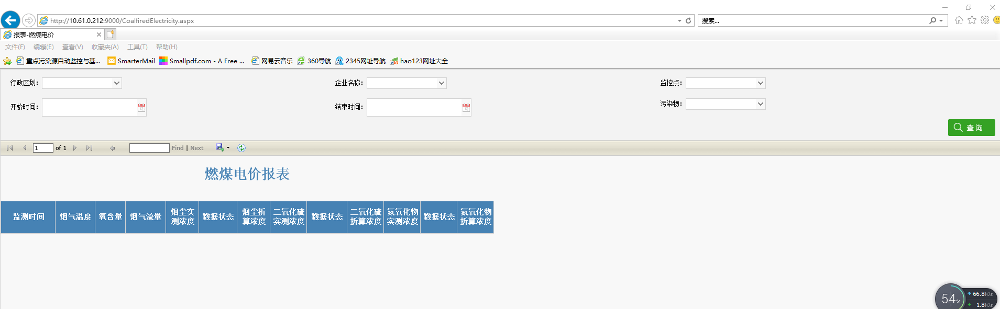 http://10.61.0.212:9000/CoalfiredElectricity.aspx
搜索...
报表-燃煤电价
文件(F) 编辑(E) 查看(V) 收藏夹(A) 工具(T) 帮助(H)
重点污染源自动监控与基... SmarterMail Smallpdf.com - A Free ... 网易云音乐 360导航 2345网址导航 hao123网址大全
行政区划： 企业名称： 监控点：
开始时间： 结束时间： 污染物：
查询
1 of 1 Find | Next
燃煤电价报表
监测时间 烟气温度 氧含量 烟气流量 烟尘实测浓度 数据状态 烟尘折算浓度 二氧化硫实测浓度 数据状态 二氧化硫折算浓度 氮氧化物实测浓度 数据状态 氮氧化物折算浓度
54% 66.8K/s
1.8K/s